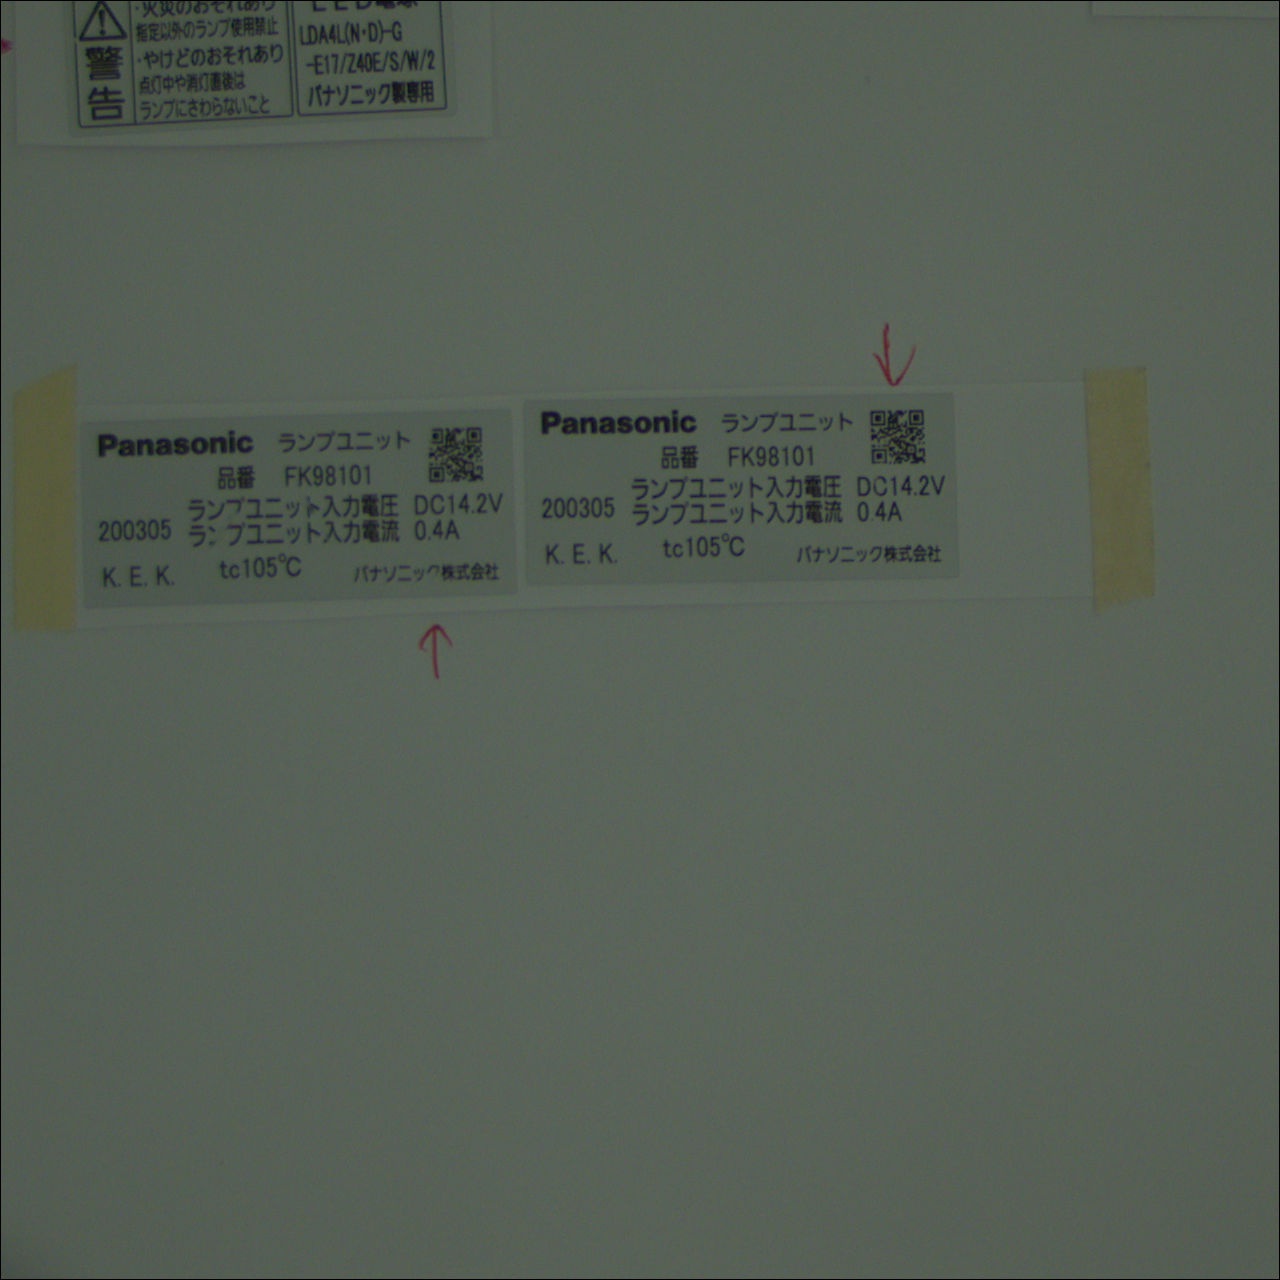 ・火災のおそれあり
指定以外のランプ使用禁止
警告
・やけどのおそれあり
点灯中や消灯直後は
ランプにさわらないこと
LED電球
LDA4L(N・D)-G
-E17/Z40E/S/W/2
パナソニック製専用
Panasonic ランプユニット
品番 FK98101
ランプユニット入力電圧 DC14.2V
200305 ランプユニット入力電流 0.4A
K. E. K. tc105℃ パナソニック株式会社
Panasonic ランプユニット
品番 FK98101
ランプユニット入力電圧 DC14.2V
200305 ランプユニット入力電流 0.4A
K. E. K. tc105℃ パナソニック株式会社